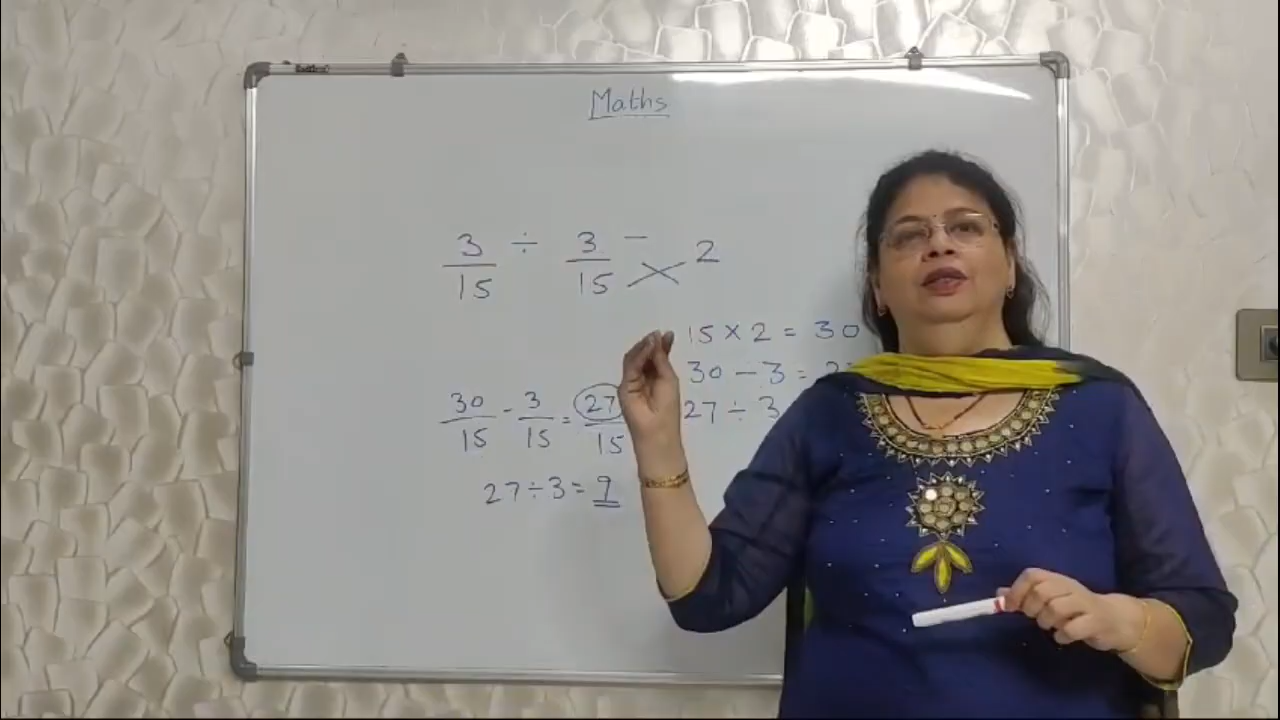 Maths
3/15 ÷ 3/15 − 2
15 × 2 = 30
30 − 3 =
30/15 - 3/15 = 27/15
27 ÷ 3
27 ÷ 3 = 9